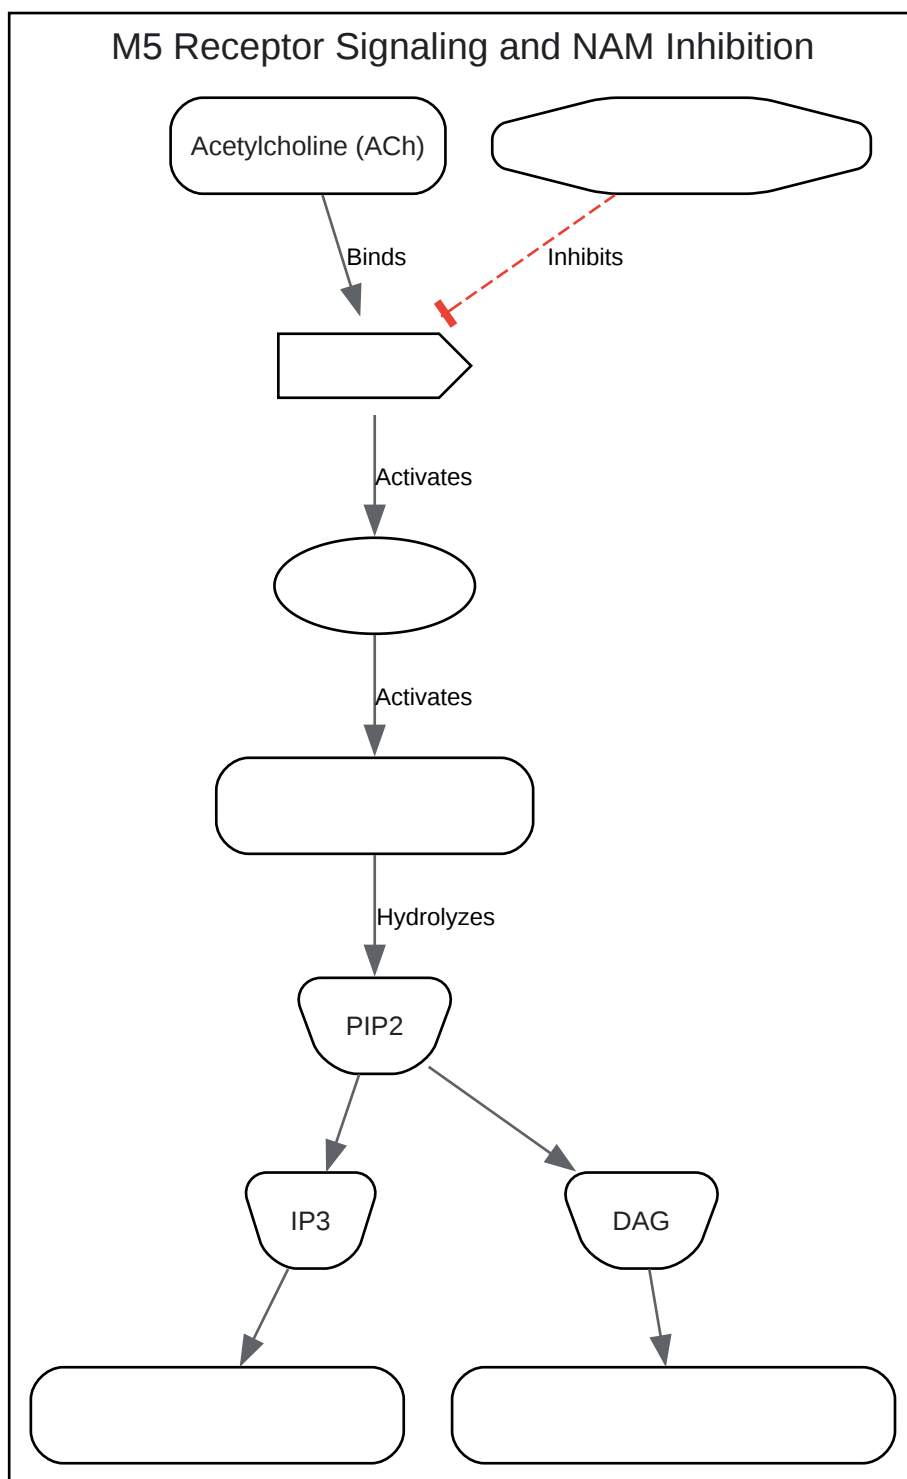 M5 Receptor Signaling and NAM Inhibition
Acetylcholine (ACh)
Binds
Inhibits
Activates
Activates
Hydrolyzes
PIP2
IP3
DAG